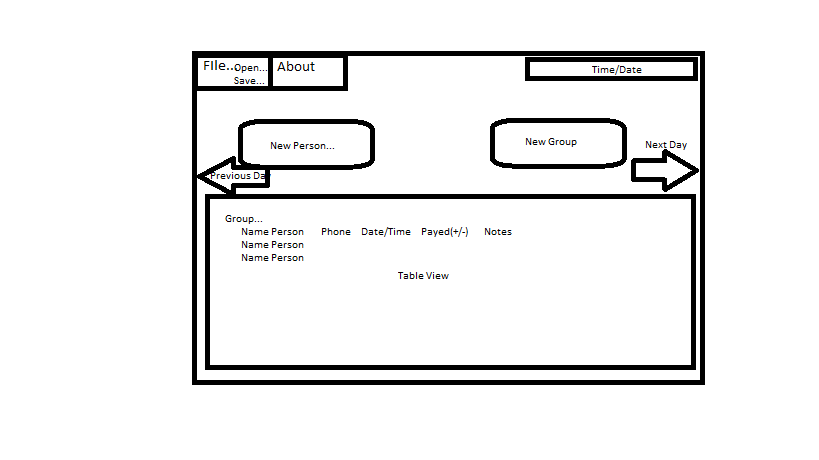 FIle... Open... About
Save...
Time/Date
New Person...
New Group
Next Day
Previous Day
Group...
Name Person Phone Date/Time Payed(+/-) Notes
Name Person
Name Person
Table View